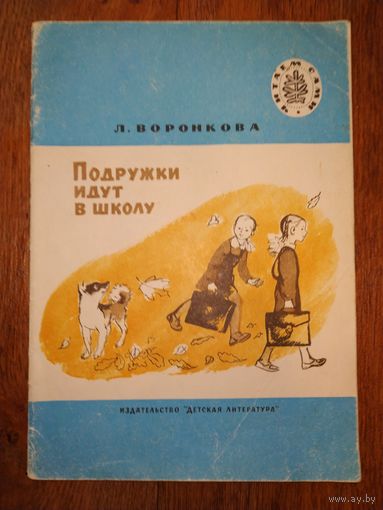 ЧИТАЕМ САМИ
Л. ВОРОНКОВА
ПОДРУЖКИ
ИДУТ
В ШКОЛУ
ИЗДАТЕЛЬСТВО "ДЕТСКАЯ ЛИТЕРАТУРА"
www.ay.by